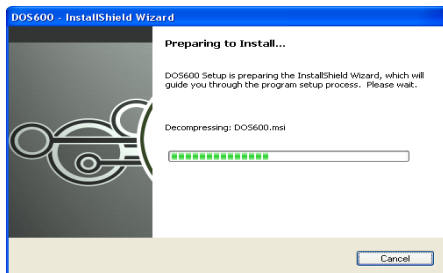 DOS600 - InstallShield Wizard
Preparing to Install...
DOS600 Setup is preparing the InstallShield Wizard, which will
guide you through the program setup process. Please wait.
Decompressing: DOS600.msi
Cancel